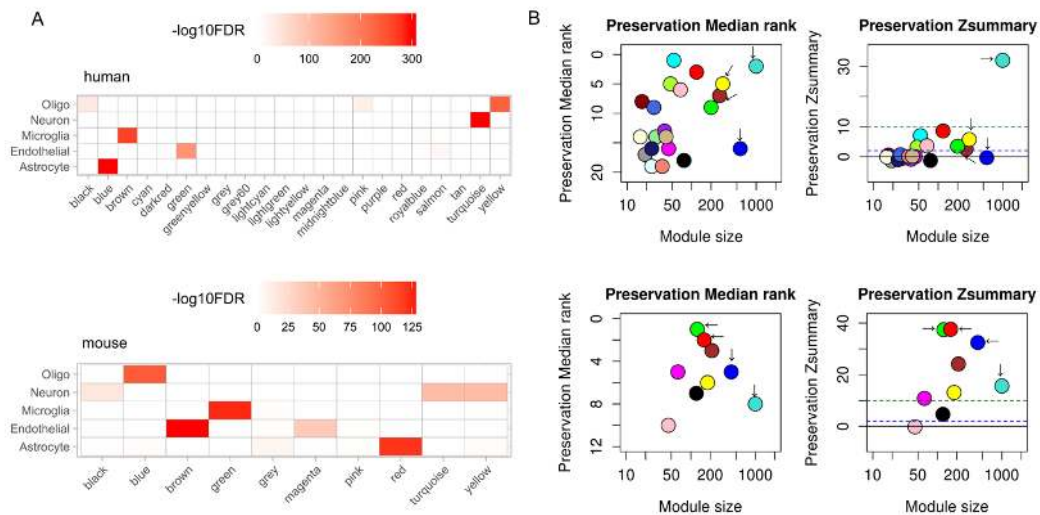 A
-log10FDR
0 100 200 300
human
Oligo
Neuron
Microglia
Endothelial
Astrocyte
black
blue
brown
cyan
darkred
green
greenyellow
grey
grey60
lightcyan
lightgreen
lightyellow
magenta
midnightblue
pink
purple
red
royalblue
salmon
tan
turquoise
yellow
-log10FDR
0 25 50 75 100 125
mouse
Oligo
Neuron
Microglia
Endothelial
Astrocyte
black
blue
brown
green
grey
magenta
pink
red
turquoise
yellow
B
Preservation Median rank
Preservation Median rank
0
5
10
20
10 50 200 1000
Module size
Preservation Zsummary
Preservation Zsummary
30
10
0
10 50 200 1000
Module size
Preservation Median rank
Preservation Median rank
0
4
8
12
10 50 200 1000
Module size
Preservation Zsummary
Preservation Zsummary
40
30
20
10
0
10 50 200 1000
Module size